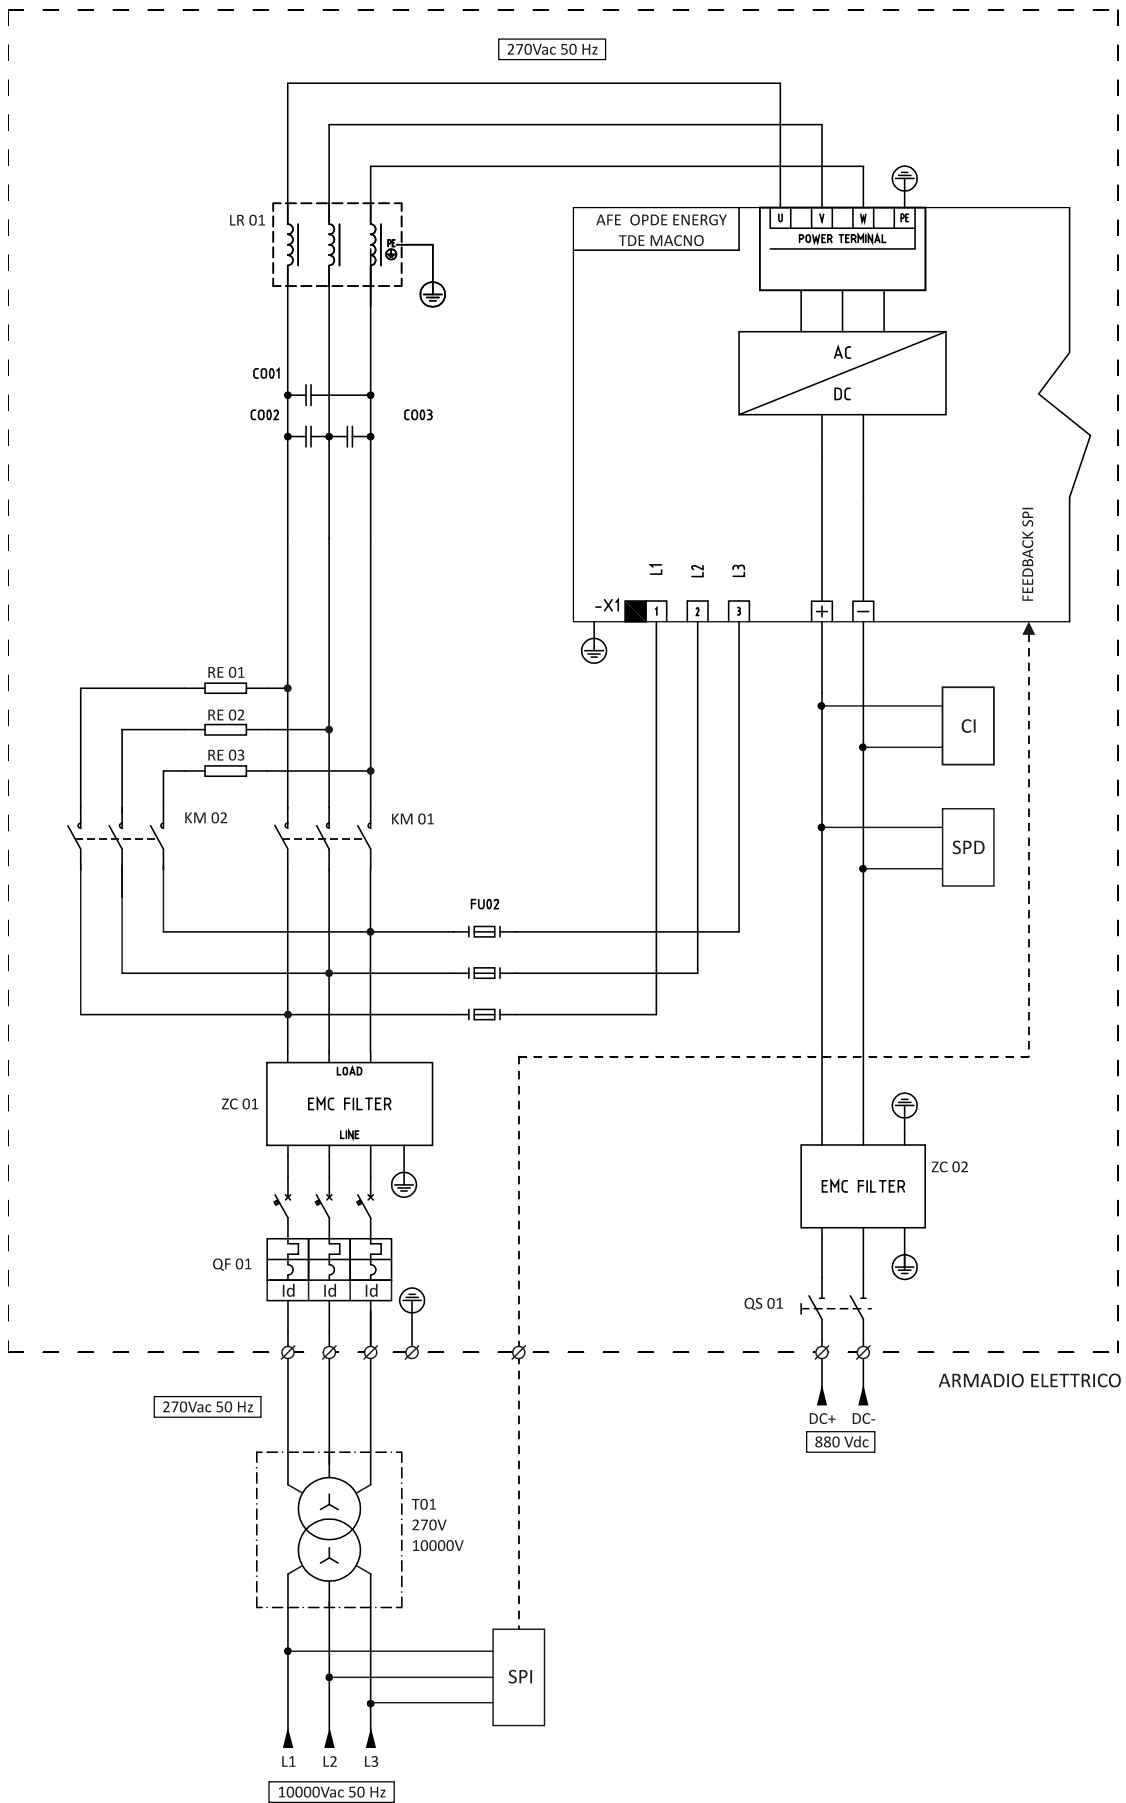 270Vac 50 Hz
LR 01
PE
AFE OPDE ENERGY
TDE MACNO
U
V
W
PE
POWER TERMINAL
AC
DC
C001
C002
C003
FEEDBACK SPI
L1
L2
L3
-X1
1
2
3
+
−
RE 01
RE 02
RE 03
KM 02
KM 01
CI
SPD
FU02
LOAD
ZC 01
EMC FILTER
LINE
EMC FILTER
ZC 02
QF 01
Id
Id
Id
QS 01
ARMADIO ELETTRICO
270Vac 50 Hz
DC+
DC-
880 Vdc
T01
270V
10000V
SPI
L1
L2
L3
10000Vac 50 Hz